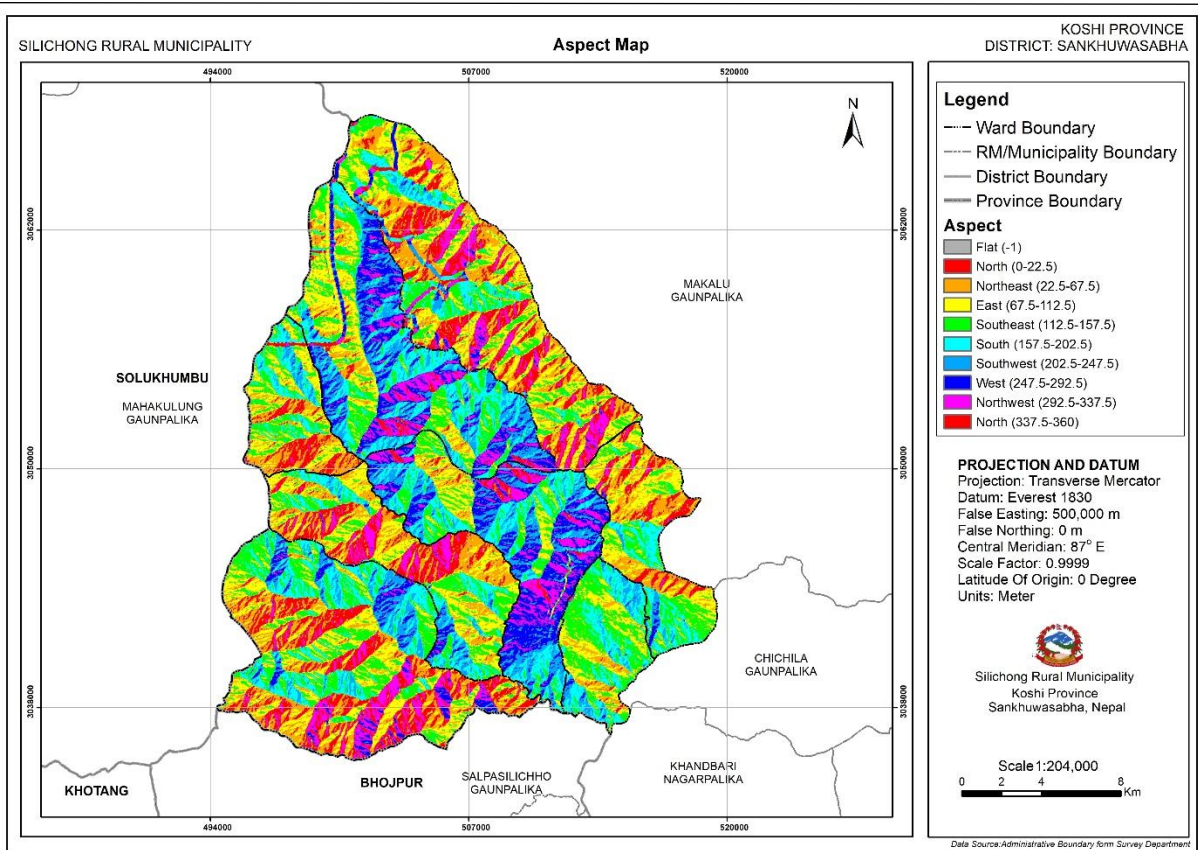 SILICHONG RURAL MUNICIPALITY
Aspect Map
KOSHI PROVINCE
DISTRICT: SANKHUWASABHA
494000
507000
520000
N
3062000
3062000
MAKALU
GAUNPALIKA
SOLUKHUMBU
MAHAKULUNG
GAUNPALIKA
3050000
3050000
CHICHILA
GAUNPALIKA
3038000
3038000
KHOTANG
BHOJPUR
SALPASILICHHO
GAUNPALIKA
KHANDBARI
NAGARPALIKA
494000
507000
520000
Legend
Ward Boundary
RM/Municipality Boundary
District Boundary
Province Boundary
Aspect
Flat (-1)
North (0-22.5)
Northeast (22.5-67.5)
East (67.5-112.5)
Southeast (112.5-157.5)
South (157.5-202.5)
Southwest (202.5-247.5)
West (247.5-292.5)
Northwest (292.5-337.5)
North (337.5-360)
PROJECTION AND DATUM
Projection: Transverse Mercator
Datum: Everest 1830
False Easting: 500,000 m
False Northing: 0 m
Central Meridian: 87° E
Scale Factor: 0.9999
Latitude Of Origin: 0 Degree
Units: Meter
Silichong Rural Municipality
Koshi Province
Sankhuwasabha, Nepal
Scale 1:204,000
0 2 4 8
Km
Data Source:Administrative Boundary form Survey Department